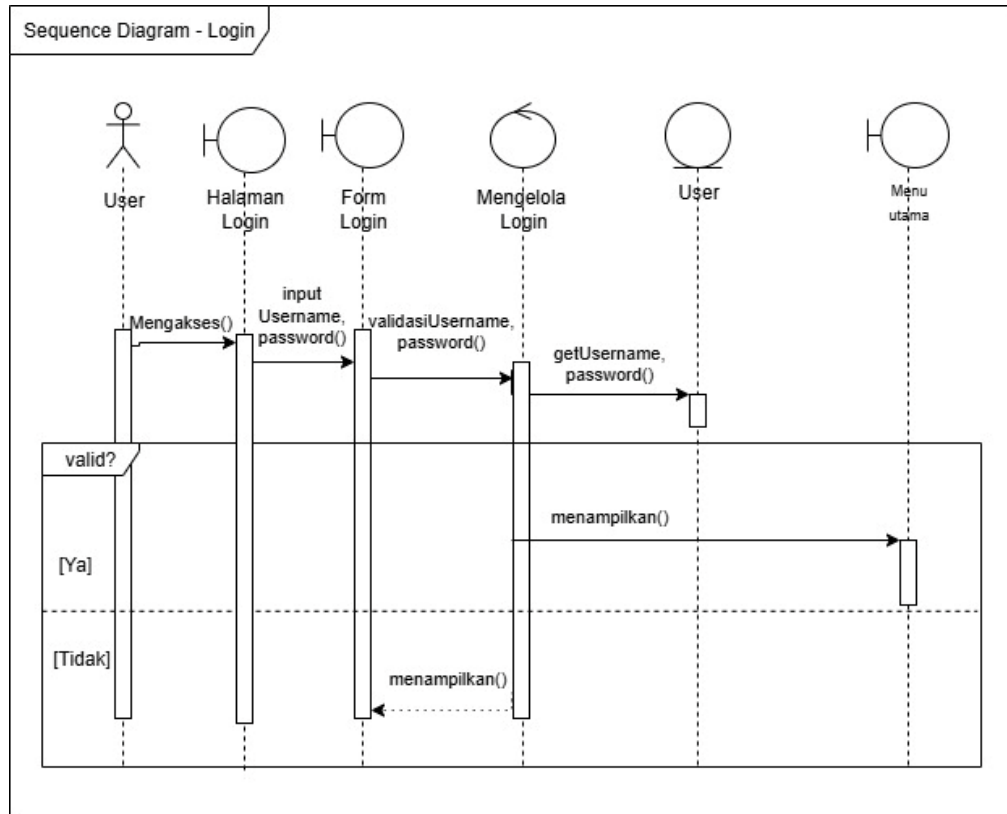 Sequence Diagram - Login
User
Halaman
Login
Form
Login
Mengelola
Login
User
Menu
utama
Mengakses()
input
Username,
password()
validasiUsername,
password()
getUsername,
password()
valid?
menampilkan()
[Ya]
[Tidak]
menampilkan()